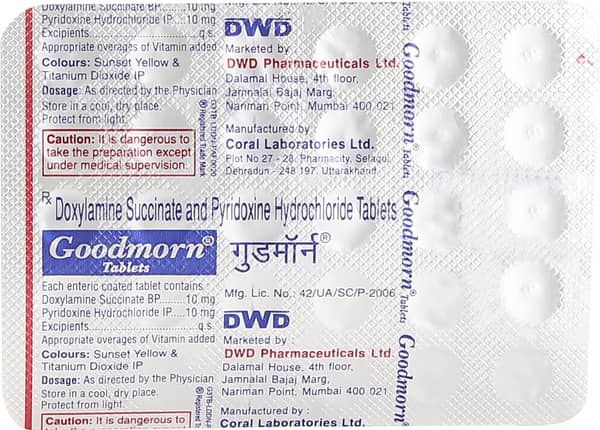 Doxylamine Succinate BP......10 mg
Pyridoxine Hydrochloride IP...10 mg
Excipients...............................q.s.
Appropriate overages of Vitamin added
Colours: Sunset Yellow &
Titanium Dioxide IP
Dosage: As directed by the Physician
Store in a cool, dry place.
Protect from light.
Caution: It is dangerous to
take the preparation except
under medical supervision.
® Registered Trade Mark
DWD
Marketed by :
DWD Pharmaceuticals Ltd.
Dalamal House, 4th floor,
Jamnalal Bajaj Marg,
Nariman Point, Mumbai 400 021.
Manufactured by :
Coral Laboratories Ltd.
Plot No 27 - 28, Pharmacity, Selaqui,
Dehradun - 248 197, Uttarakhand.
Tablets
Goodmorn®
Tablets
Rx Doxylamine Succinate and Pyridoxine Hydrochloride Tablets
Goodmorn®
Tablets
गुडमॉर्न®
Each enteric coated tablet contains :
Doxylamine Succinate BP......10 mg
Pyridoxine Hydrochloride IP...10 mg
Excipients...............................q.s.
Appropriate overages of Vitamin added
Colours: Sunset Yellow &
Titanium Dioxide IP
Dosage: As directed by the Physician
Store in a cool, dry place.
Protect from light.
Caution: It is dangerous to
® Registered
Mfg. Lic. No.: 42/UA/SC/P-2006
DWD
Marketed by :
DWD Pharmaceuticals Ltd.
Dalamal House, 4th floor,
Jamnalal Bajaj Marg,
Nariman Point, Mumbai 400 021.
Manufactured by :
Coral Laboratories Ltd.
Goodmorn®
Tablets
Goodmorn®